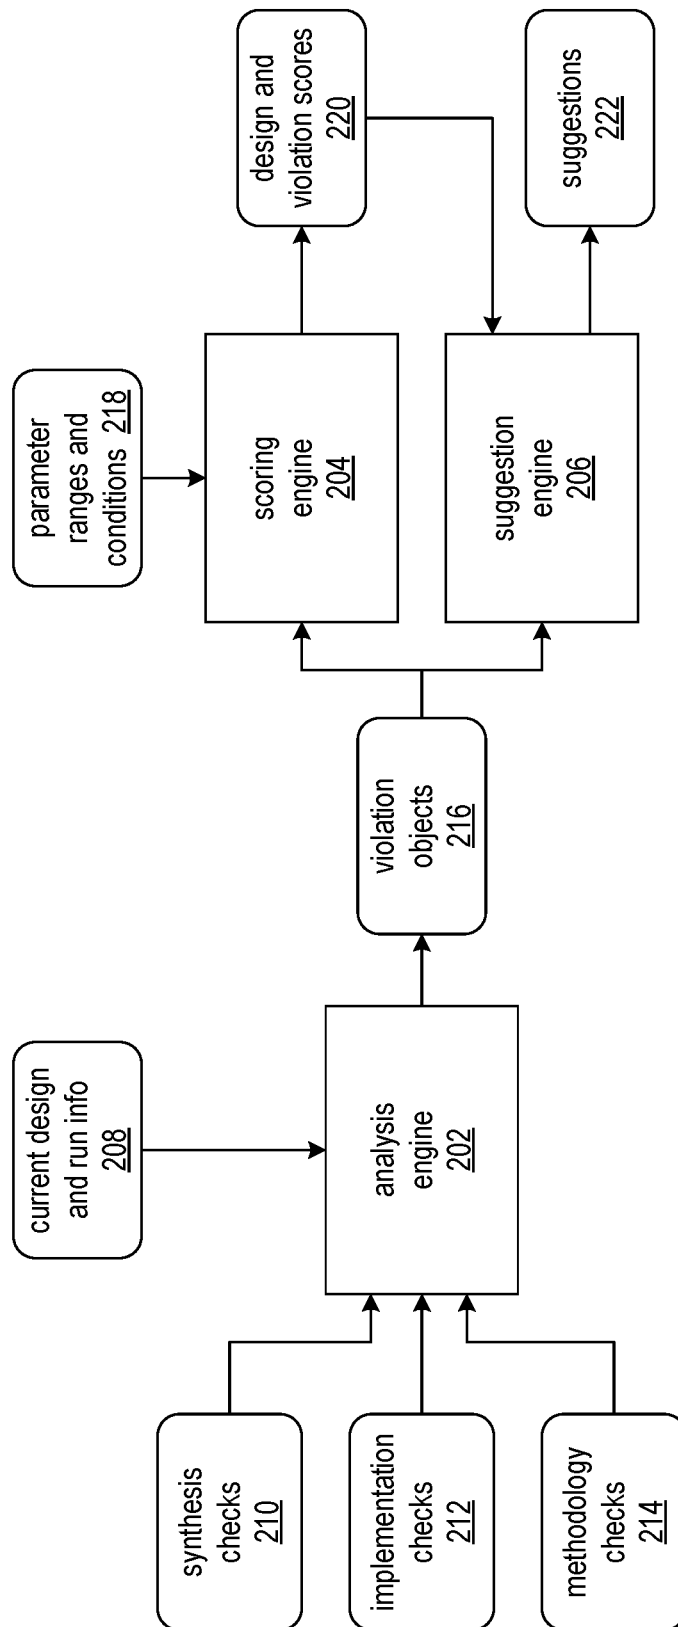 synthesis
checks
210
implementation
checks
212
methodology
checks
214
current design
and run info
208
analysis
engine
202
violation
objects
216
parameter
ranges and
conditions 218
scoring
engine
204
suggestion
engine
206
design and
violation scores
220
suggestions
222